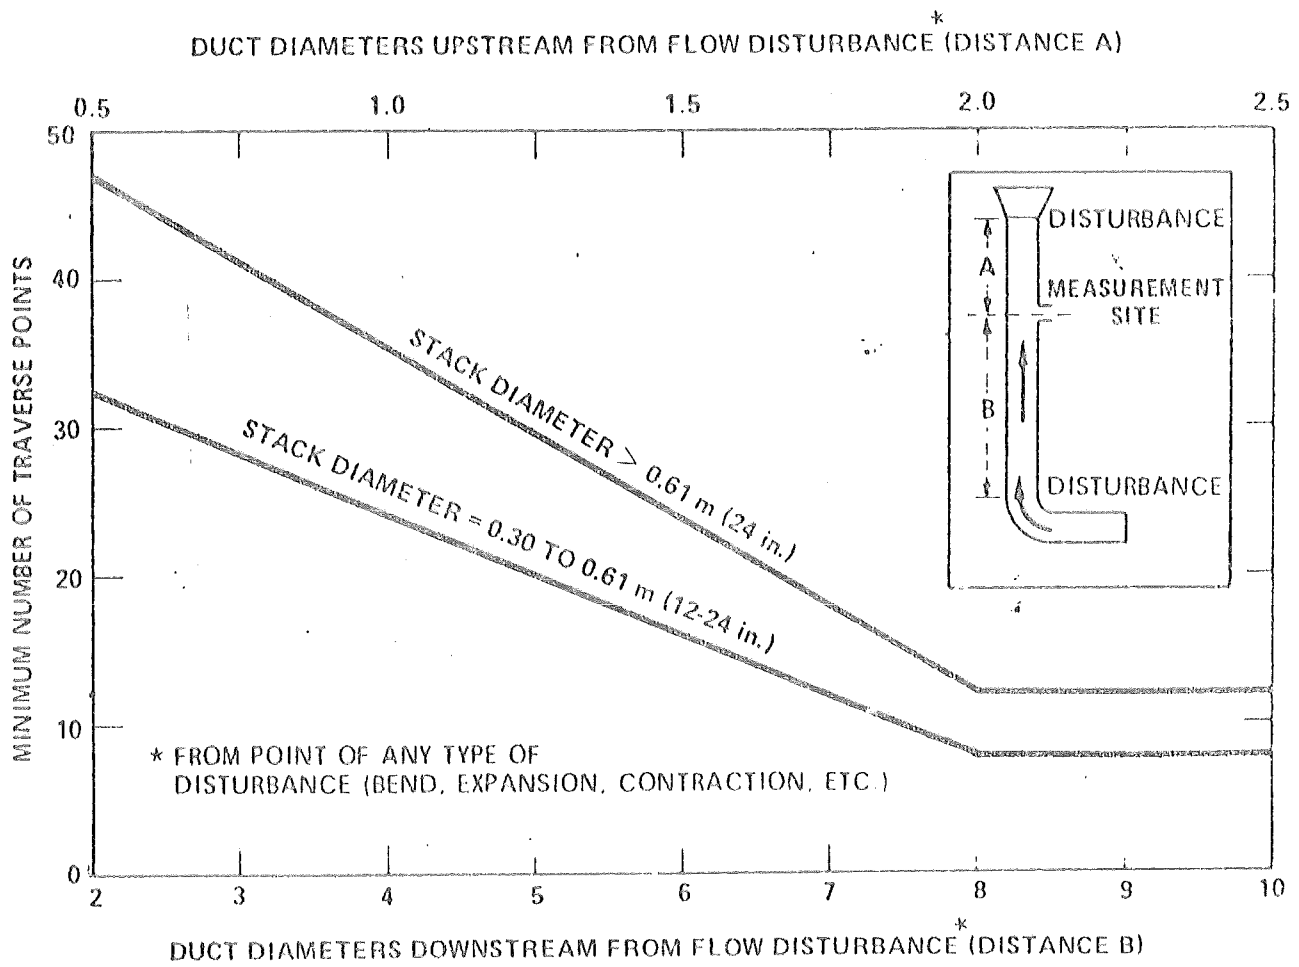 *
DUCT DIAMETERS UPSTREAM FROM FLOW DISTURBANCE (DISTANCE A)
0.5 1.0 1.5 2.0 2.5
50
40
30
20
10
0
MINIMUM NUMBER OF TRAVERSE POINTS
DISTURBANCE
A
MEASUREMENT
SITE
B
DISTURBANCE
STACK DIAMETER > 0.61 m (24 in.)
STACK DIAMETER = 0.30 TO 0.61 m (12-24 in.)
* FROM POINT OF ANY TYPE OF
DISTURBANCE (BEND, EXPANSION, CONTRACTION, ETC.)
2 3 4 5 6 7 8 9 10
*
DUCT DIAMETERS DOWNSTREAM FROM FLOW DISTURBANCE (DISTANCE B)